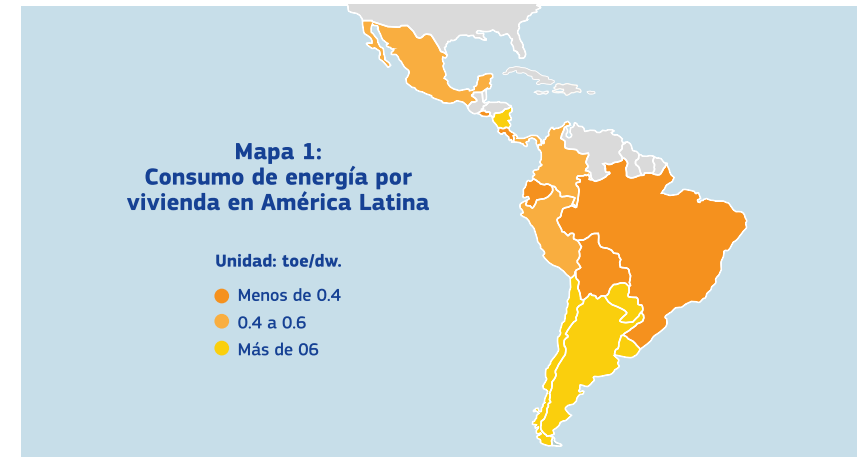 Mapa 1:
Consumo de energía por
vivienda en América Latina
Unidad: toe/dw.
Menos de 0.4
0.4 a 0.6
Más de 06